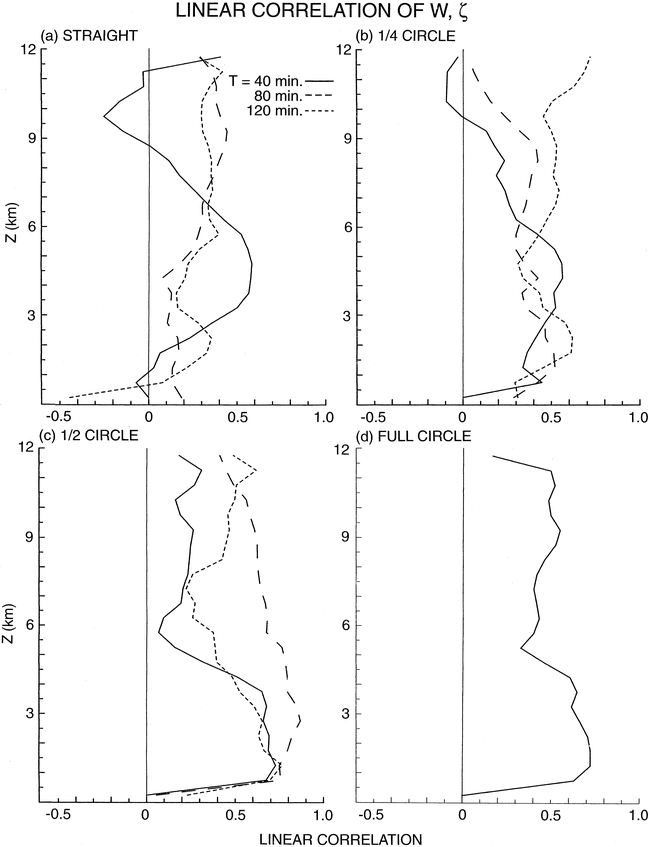 LINEAR CORRELATION OF W, ζ
(a) STRAIGHT
(b) 1/4 CIRCLE
12
9
6
3
Z (km)
T = 40 min.
80 min.
120 min.
-0.5
0
0.5
1.0
12
9
6
3
-0.5
0
0.5
1.0
(c) 1/2 CIRCLE
(d) FULL CIRCLE
12
9
6
3
Z (km)
-0.5
0
0.5
1.0
12
9
6
3
-0.5
0
0.5
1.0
LINEAR CORRELATION